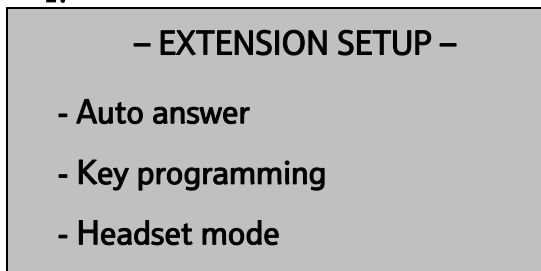 – EXTENSION SETUP –
- Auto answer
- Key programming
- Headset mode